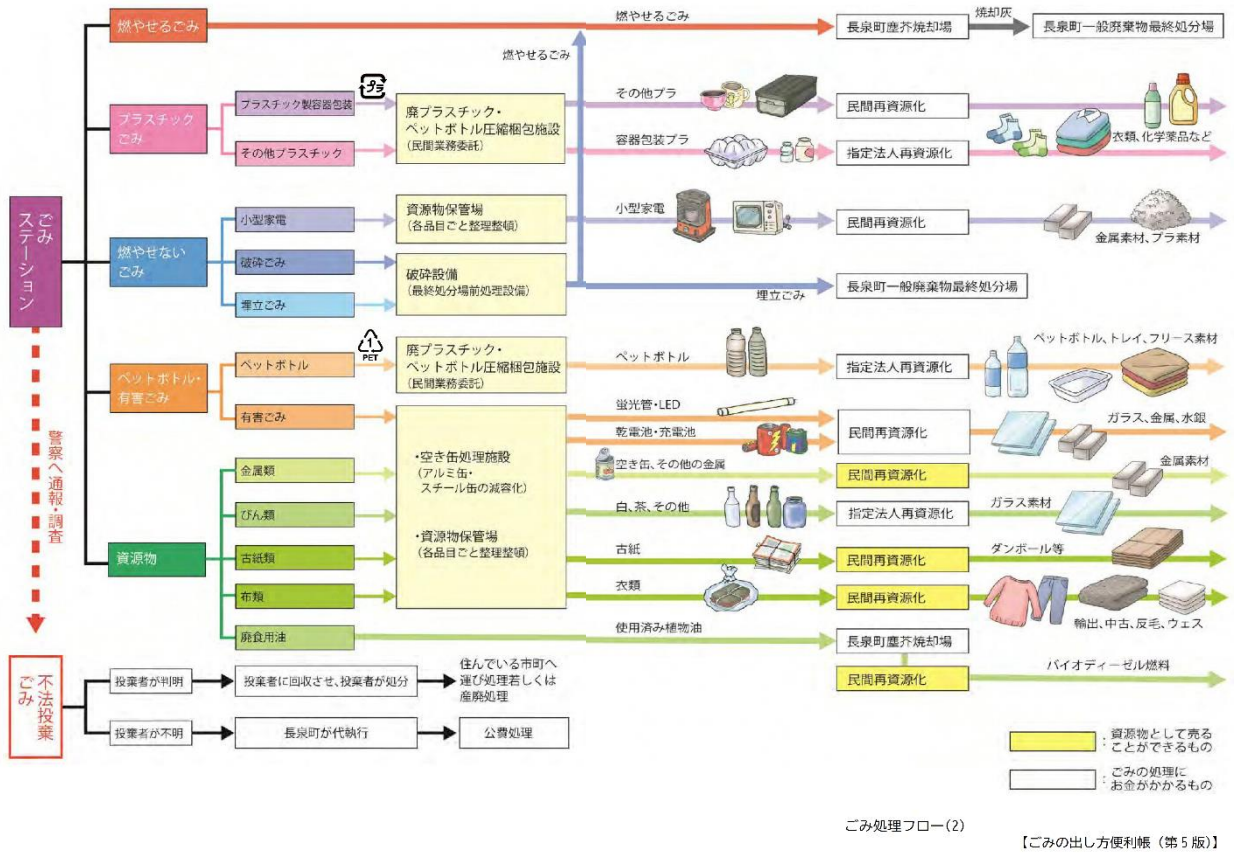 ごみ
ステーション
燃やせるごみ
燃やせるごみ
長泉町塵芥焼却場
焼却灰
長泉町一般廃棄物最終処分場
燃やせるごみ
プラスチック
ごみ
プラスチック製容器包装
プラ
その他プラスチック
廃プラスチック・
ペットボトル圧縮梱包施設
(民間業務委託)
その他プラ
民間再資源化
容器包装プラ
指定法人再資源化
衣類、化学薬品など
燃やせない
ごみ
小型家電
資源物保管場
(各品目ごと整理整頓)
小型家電
民間再資源化
金属素材、プラ素材
破砕ごみ
埋立ごみ
破砕設備
(最終処分場前処理設備)
埋立ごみ
長泉町一般廃棄物最終処分場
ペットボトル・
有害ごみ
ペットボトル
1
PET
廃プラスチック・
ペットボトル圧縮梱包施設
(民間業務委託)
ペットボトル
指定法人再資源化
ペットボトル、トレイ、フリース素材
有害ごみ
蛍光管・LED
乾電池・充電池
民間再資源化
ガラス、金属、水銀
・空き缶処理施設
(アルミ缶・
スチール缶の減容化)
・資源物保管場
(各品目ごと整理整頓)
資源物
金属類
空き缶、その他の金属
民間再資源化
金属素材
びん類
白、茶、その他
指定法人再資源化
ガラス素材
古紙類
古紙
民間再資源化
ダンボール等
布類
衣類
民間再資源化
輸出、中古、反毛、ウェス
廃食用油
使用済み植物油
長泉町塵芥焼却場
民間再資源化
バイオディーゼル燃料
警察へ通報・調査
不法投棄
ごみ
投棄者が判明
投棄者に回収させ、投棄者が処分
住んでいる市町へ
運び処理若しくは
産廃処理
投棄者が不明
長泉町が代執行
公費処理
:資源物として売る
ことができるもの
:ごみの処理に
お金がかかるもの
ごみ処理フロー(2)
【ごみの出し方便利帳（第5版）】